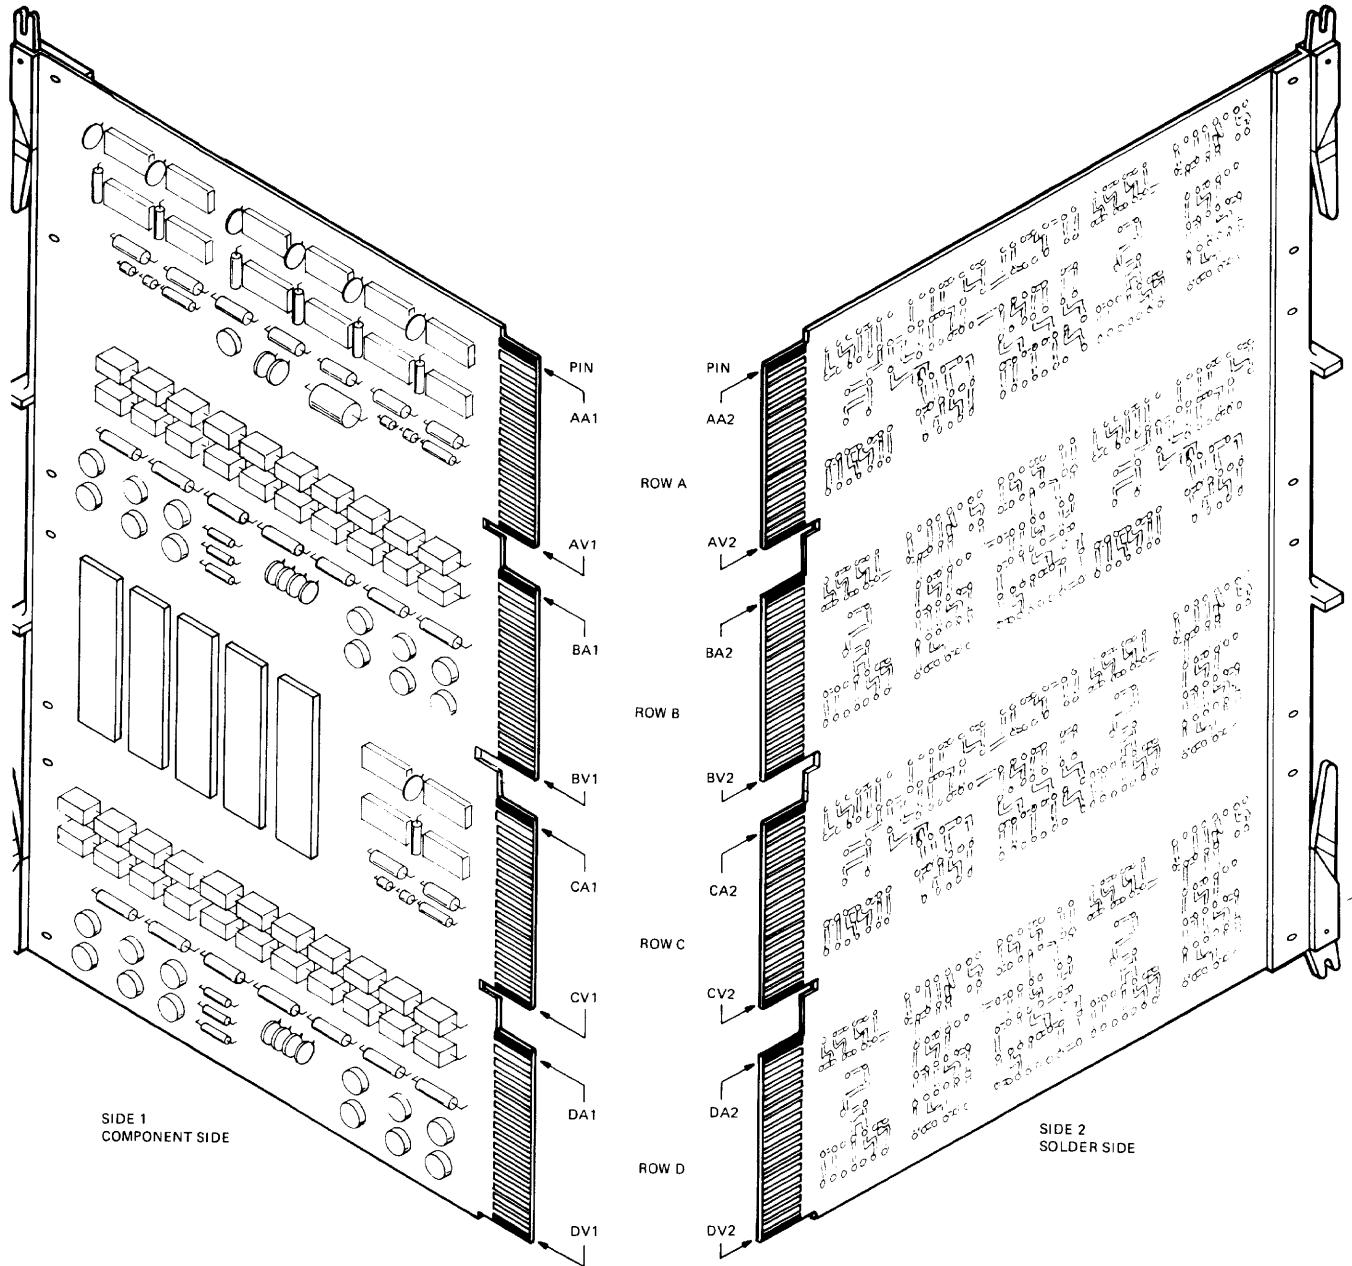 PIN
PIN
AA1
AA2
ROW A
AV1
AV2
BA1
BA2
ROW B
BV1
BV2
CA1
CA2
ROW C
CV1
CV2
DA1
DA2
SIDE 1
COMPONENT SIDE
SIDE 2
SOLDER SIDE
ROW D
DV1
DV2